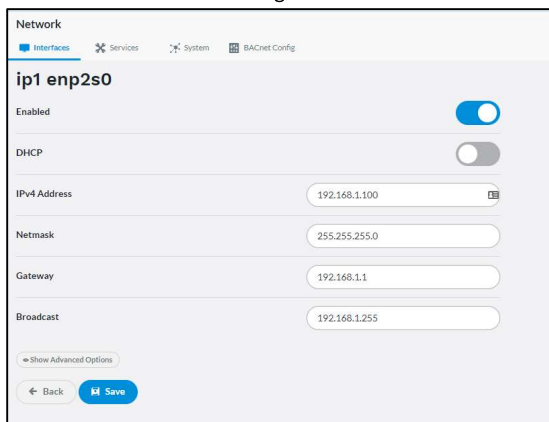 Network
Interfaces Services System BACnet Config
ip1 enp2s0
Enabled
DHCP
IPv4 Address 192.168.1.100
Netmask 255.255.255.0
Gateway 192.168.1.1
Broadcast 192.168.1.255
Show Advanced Options
Back Save